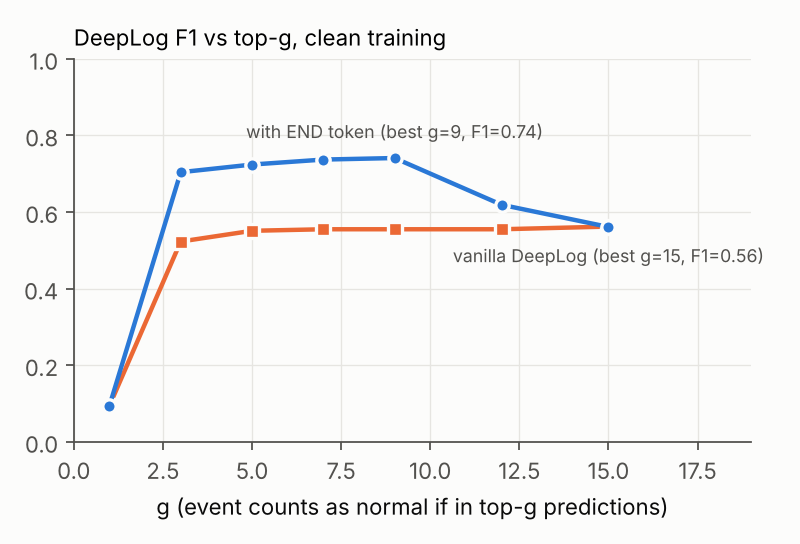 DeepLog F1 vs top-g, clean training
1.0
0.8
0.6
0.4
0.2
0.0
with END token (best g=9, F1=0.74)
vanilla DeepLog (best g=15, F1=0.56)
0.0 2.5 5.0 7.5 10.0 12.5 15.0 17.5
g (event counts as normal if in top-g predictions)